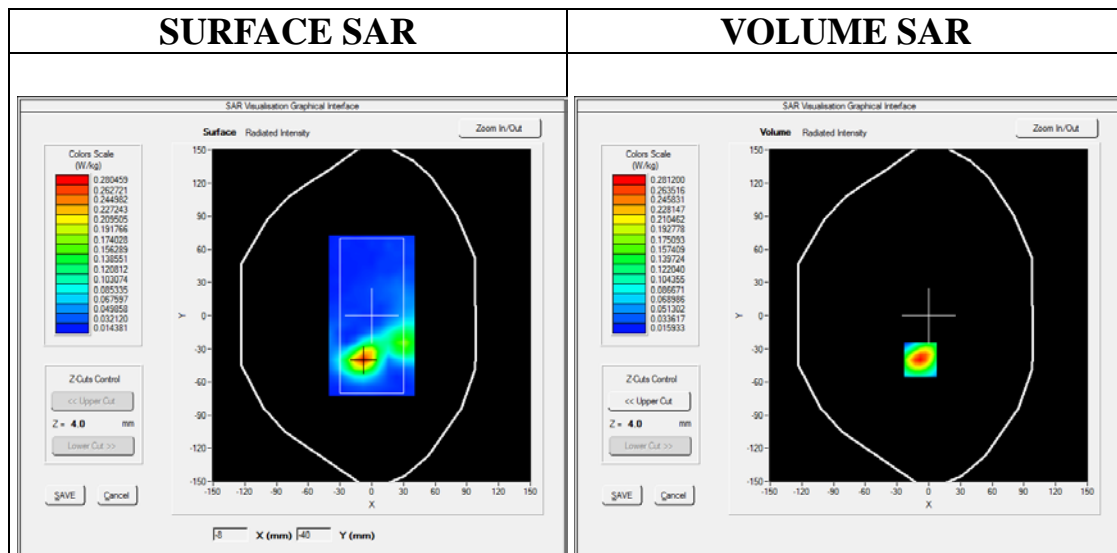 SURFACE SAR
VOLUME SAR
SAR Visualisation Graphical Interface
Surface Radiated Intensity
Zoom In/Out
Colors Scale
(W/kg)
0.280459
0.262721
0.244982
0.227243
0.209505
0.191766
0.174028
0.156289
0.138551
0.120812
0.103074
0.085335
0.067597
0.049858
0.032120
0.014381
150
120
90
60
30
0
-30
-60
-90
-120
-150
Y
-150 -120 -90 -60 -30 0 30 60 90 120 150
X
Z-Cuts Control
<< Upper Cut
Z = 4.0 mm
Lower Cut >>
SAVE Cancel
-8 X (mm) -40 Y (mm)
SAR Visualisation Graphical Interface
Volume Radiated Intensity
Zoom In/Out
Colors Scale
(W/kg)
0.281200
0.263516
0.245831
0.228147
0.210462
0.192778
0.175093
0.157409
0.139724
0.122040
0.104355
0.086671
0.068986
0.051302
0.033617
0.015933
150
120
90
60
30
0
-30
-60
-90
-120
-150
Y
-150 -120 -90 -60 -30 0 30 60 90 120 150
X
Z-Cuts Control
<< Upper Cut
Z = 4.0 mm
Lower Cut >>
SAVE Cancel